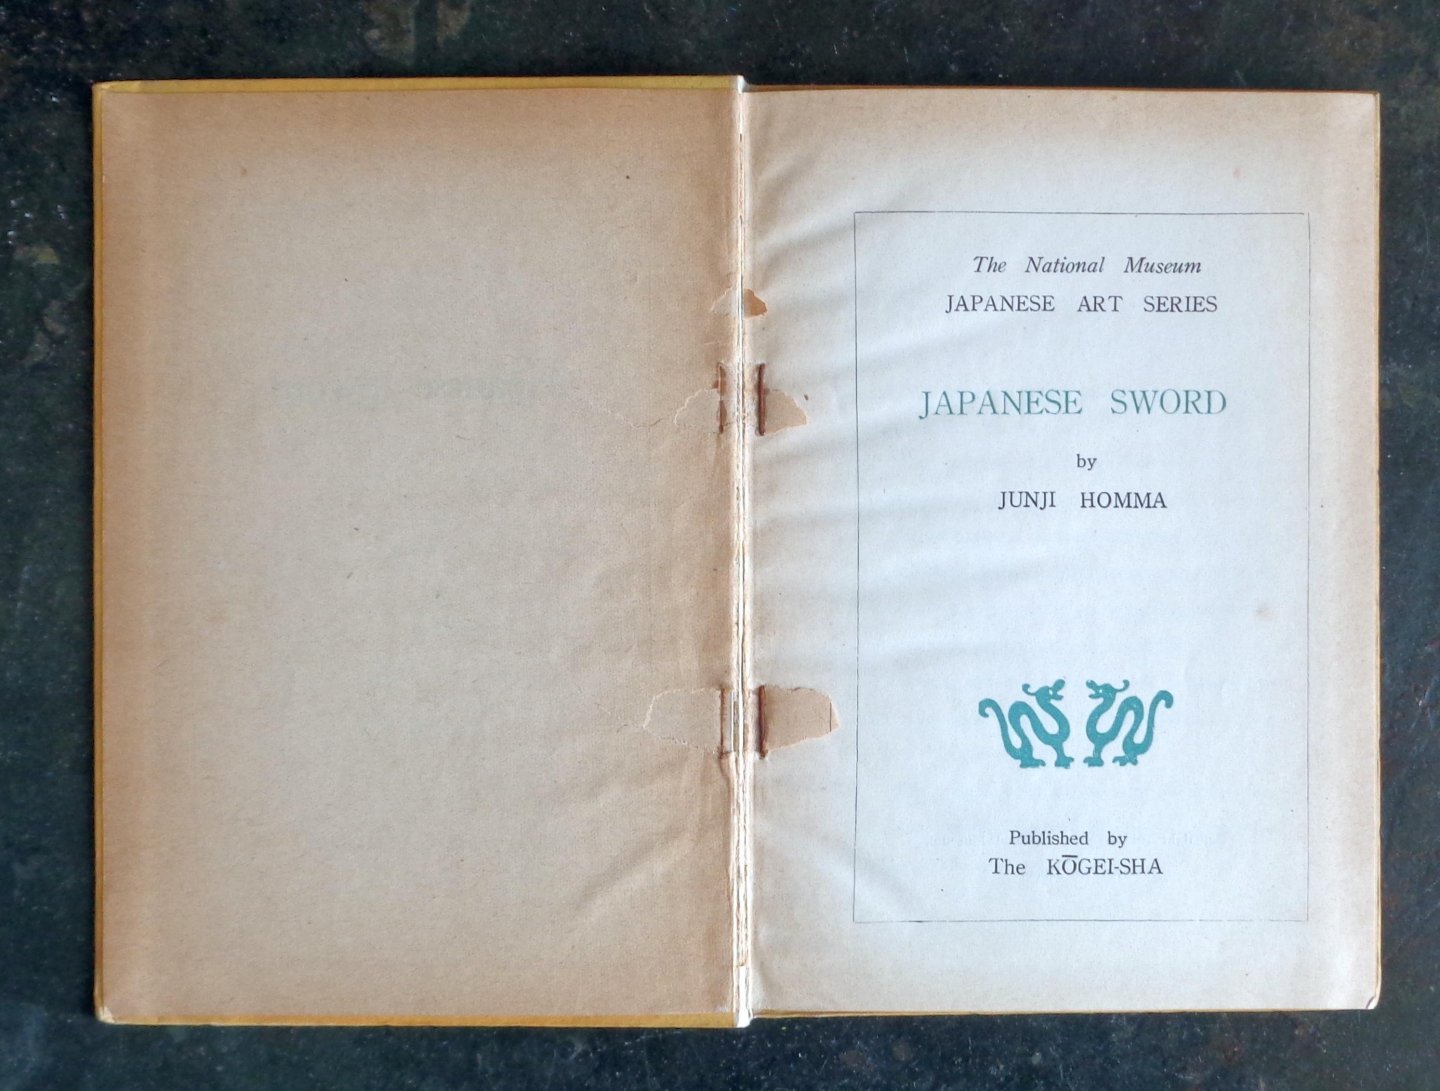 The National Museum
JAPANESE ART SERIES
JAPANESE SWORD
by
JUNJI HOMMA
Published by
The KŌGEI-SHA